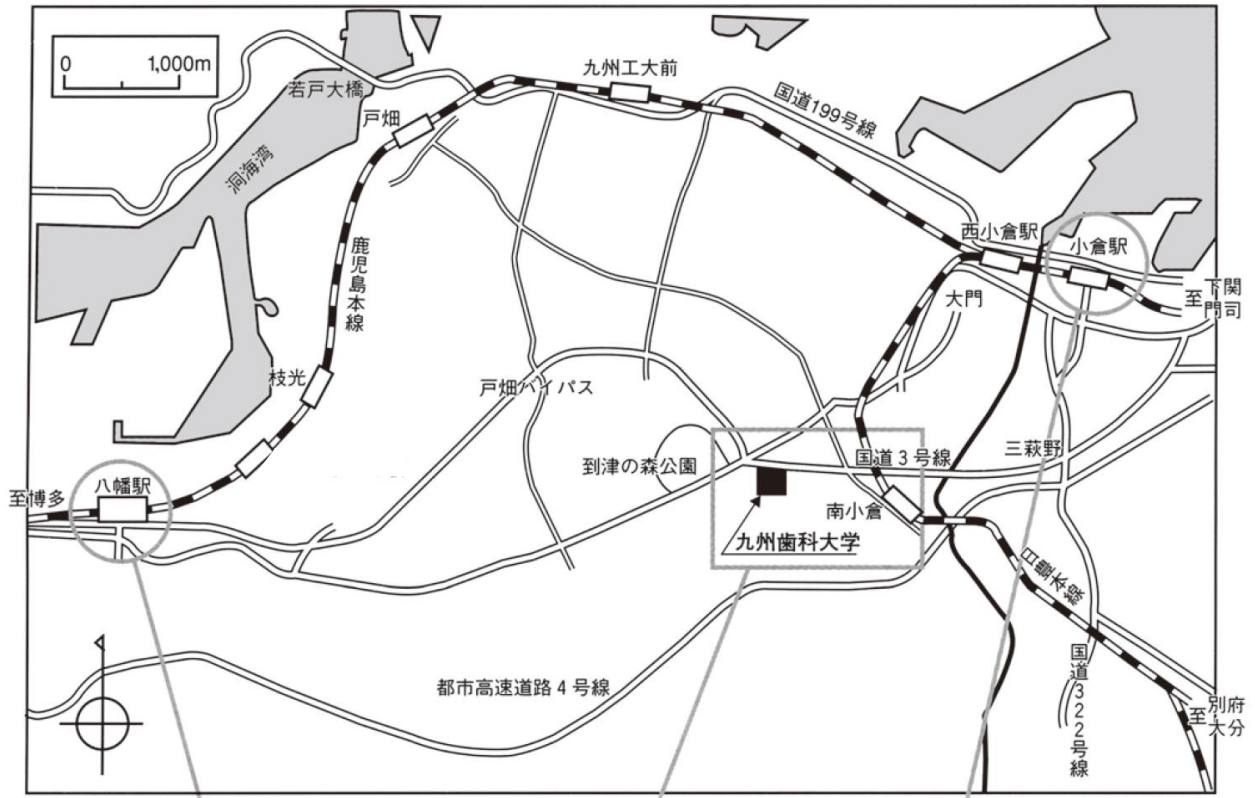 0 1,000m
若戸大橋
九州工大前
国道199号線
戸畑
洞海湾
鹿児島本線
西小倉駅
小倉駅
至下関
門司
大門
枝光
戸畑バイパス
到津の森公園
国道3号線
三萩野
至博多
八幡駅
南小倉
九州歯科大学
日豊本線
都市高速道路4号線
国道322号線
至別府
大分